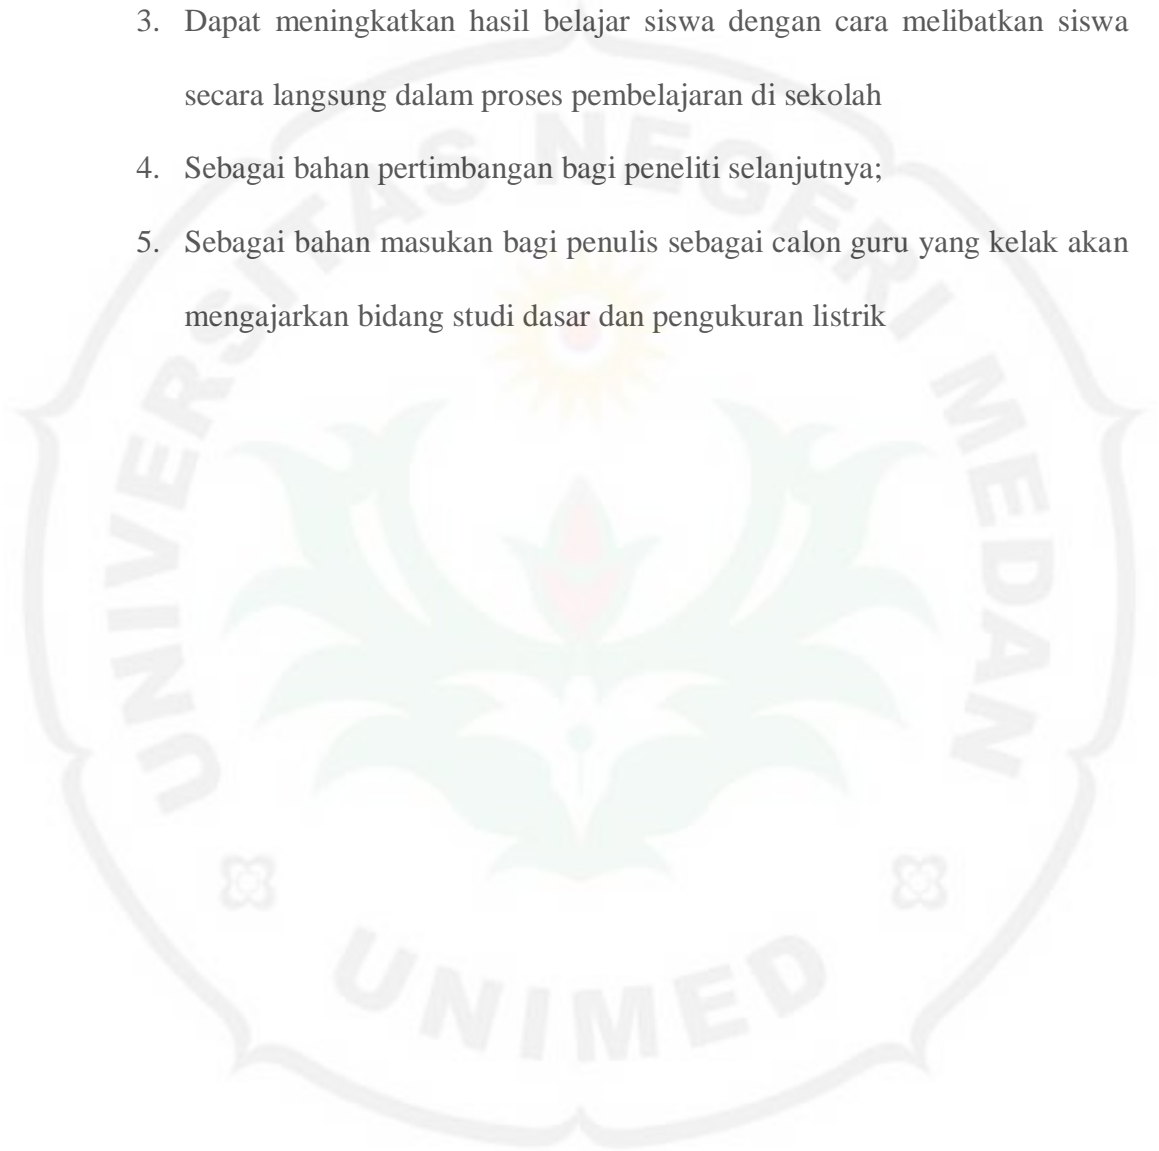 3. Dapat meningkatkan hasil belajar siswa dengan cara melibatkan siswa
secara langsung dalam proses pembelajaran di sekolah
4. Sebagai bahan pertimbangan bagi peneliti selanjutnya;
5. Sebagai bahan masukan bagi penulis sebagai calon guru yang kelak akan
mengajarkan bidang studi dasar dan pengukuran listrik
UNIVERSITAS NEGERI MEDAN
UNIMED